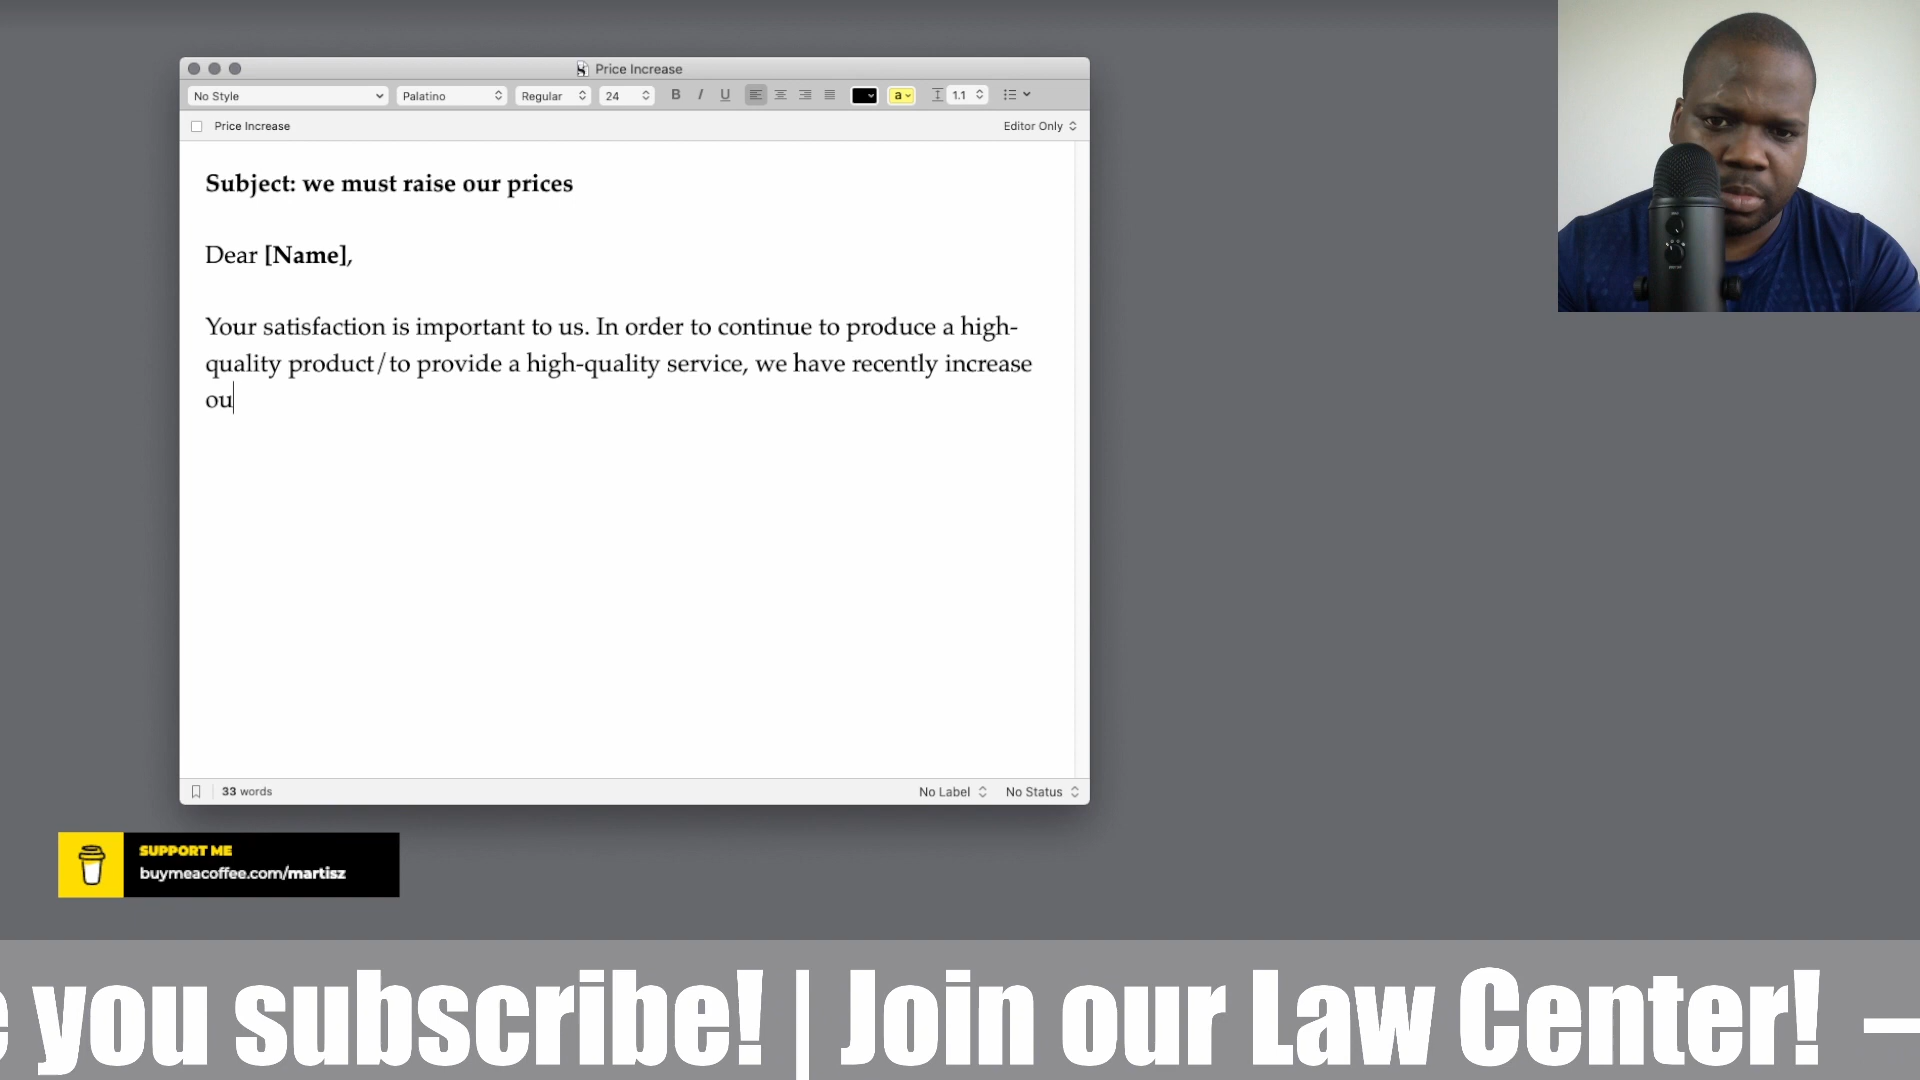 Price Increase
No Style
Palatino
Regular
24
B I U
a
1.1
Price Increase
Editor Only
Subject: we must raise our prices
Dear [Name],
Your satisfaction is important to us. In order to continue to produce a high-
quality product/to provide a high-quality service, we have recently increase
ou
33 words
No Label
No Status
SUPPORT ME
buymeacoffee.com/martisz
e you subscribe! | Join our Law Center! —